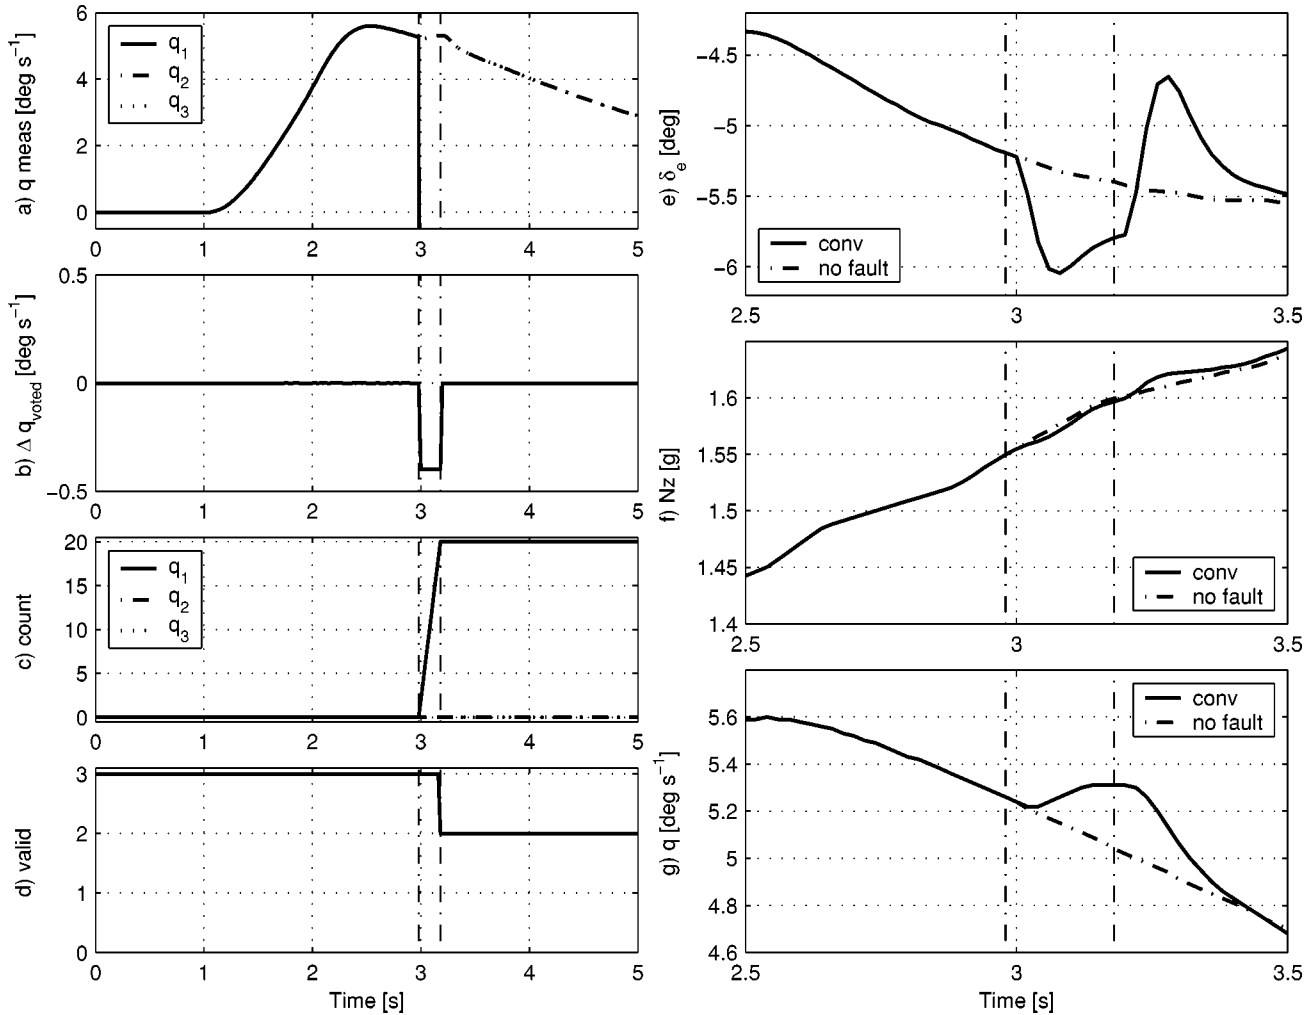 a) q meas [deg s⁻¹]
6
4
2
0
q₁
q₂
q₃
0 1 2 3 4 5
b) Δ q_voted [deg s⁻¹]
0.5
0
−0.5
0 1 2 3 4 5
c) count
20
15
10
5
0
q₁
q₂
q₃
0 1 2 3 4 5
d) valid
3
2
1
0
0 1 2 3 4 5
Time [s]
e) δ_e [deg]
−4.5
−5
−5.5
−6
conv
no fault
2.5 3 3.5
f) Nz [g]
1.6
1.55
1.5
1.45
1.4
conv
no fault
2.5 3 3.5
g) q [deg s⁻¹]
5.6
5.4
5.2
5
4.8
4.6
conv
no fault
2.5 3 3.5
Time [s]